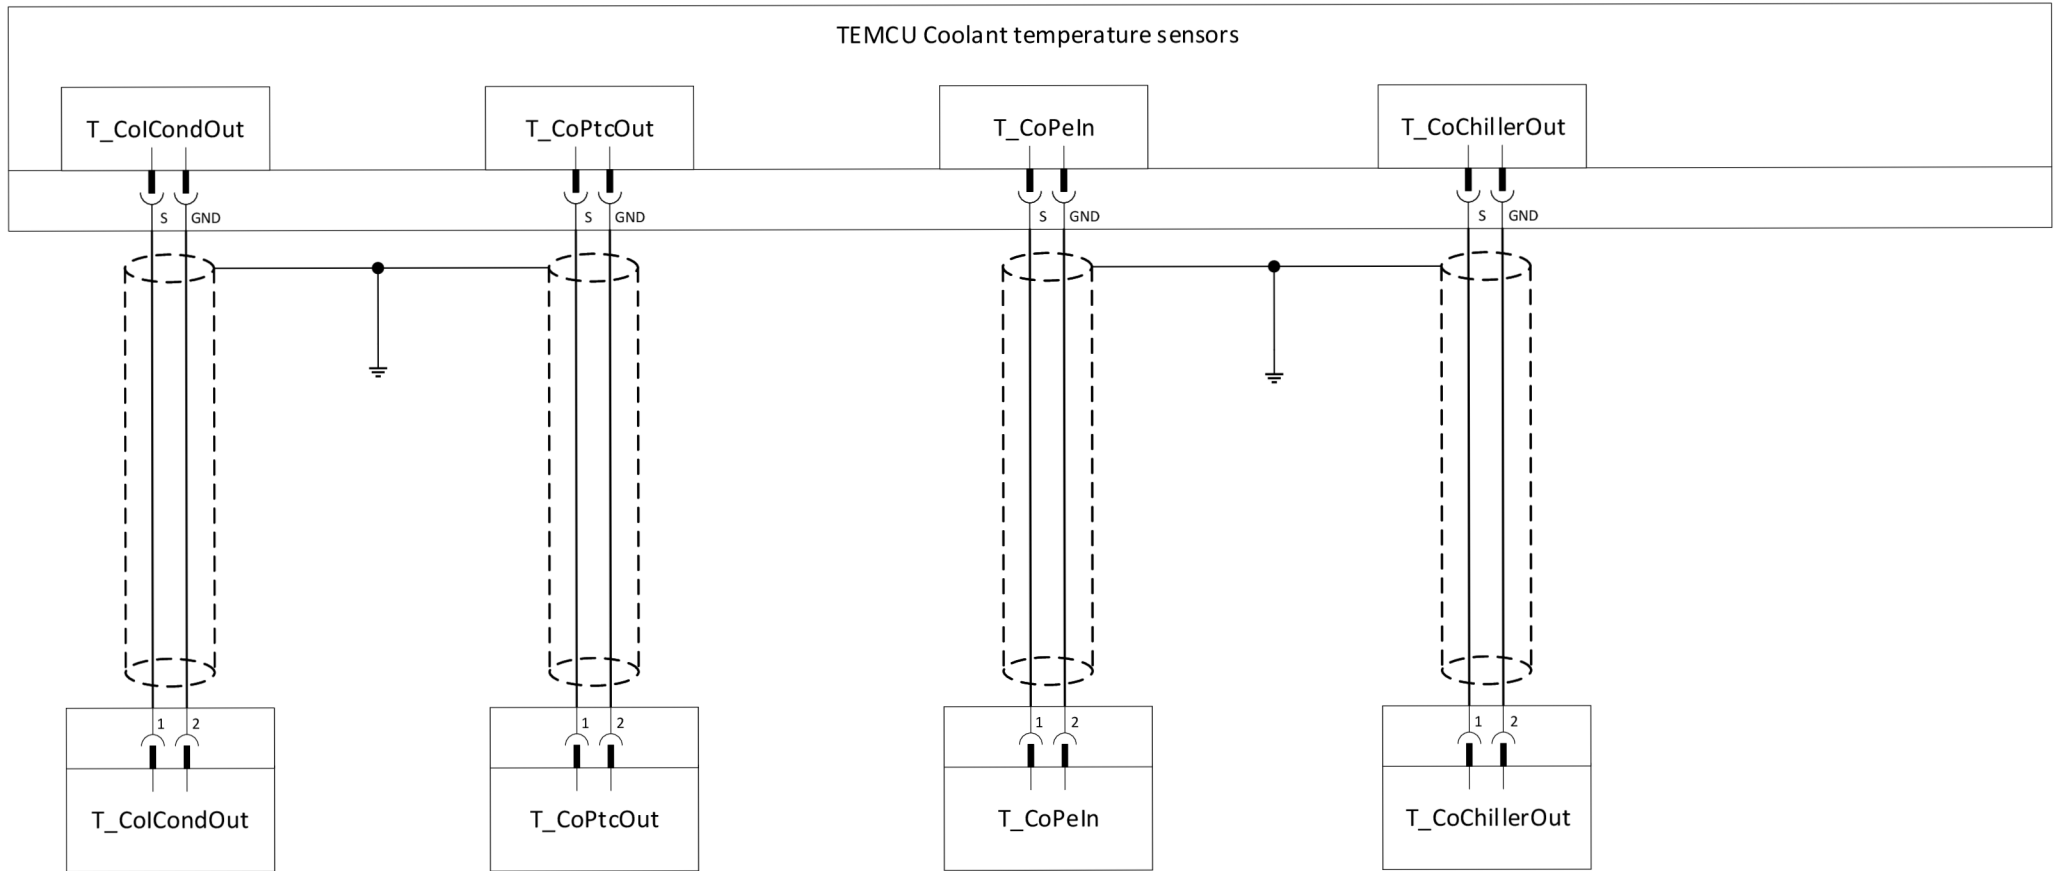 TEMCU Coolant temperature sensors
T_CoICondOut
T_CoPtcOut
T_CoPeIn
T_CoChillerOut
S GND
S GND
S GND
S GND
1 2
1 2
1 2
1 2
T_CoICondOut
T_CoPtcOut
T_CoPeIn
T_CoChillerOut